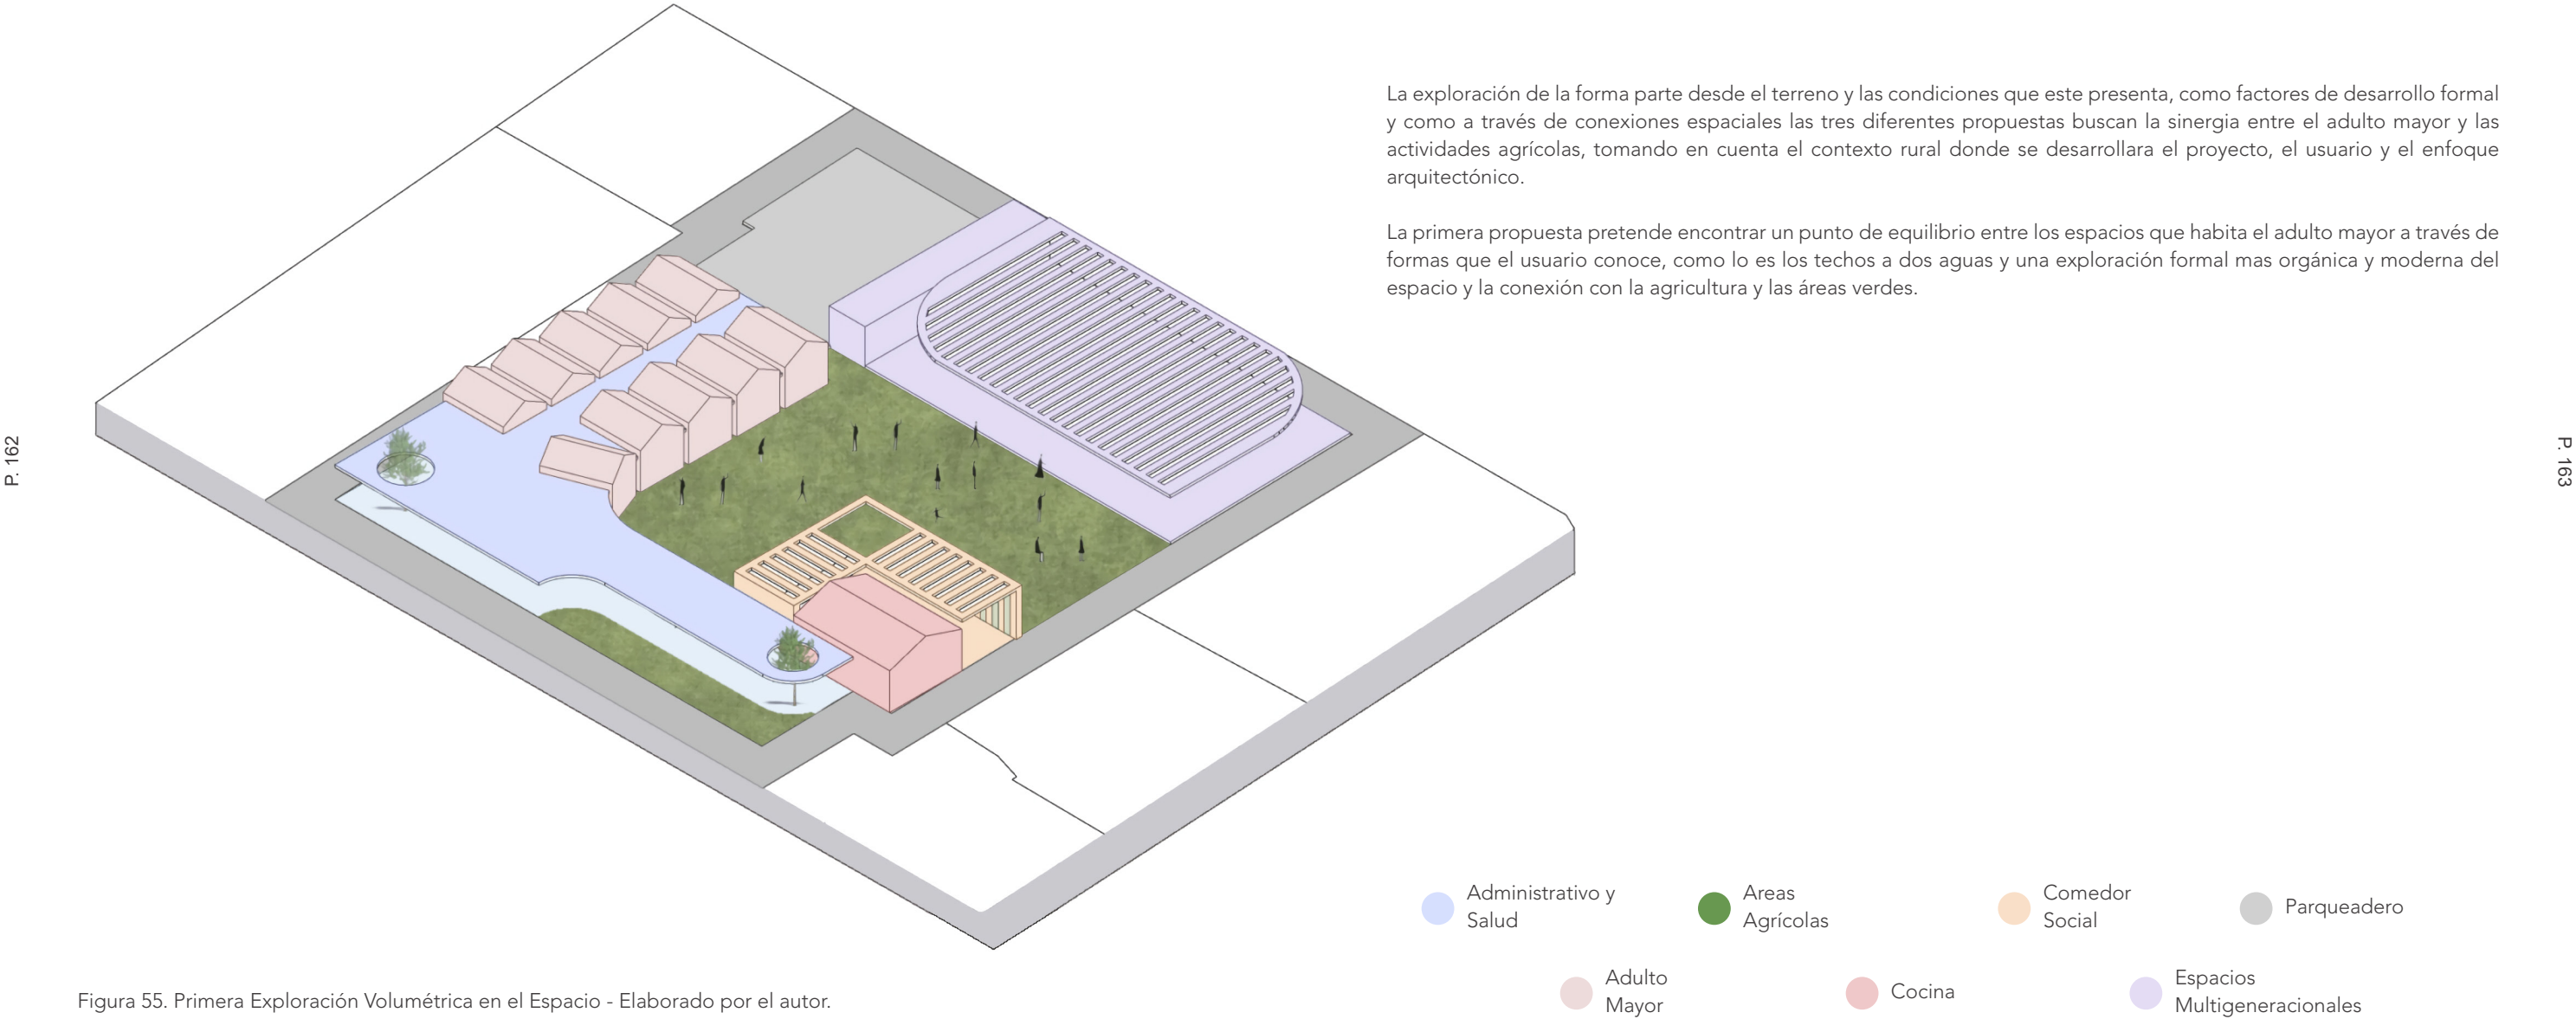 P. 162
La exploración de la forma parte desde el terreno y las condiciones que este presenta, como factores de desarrollo formal
y como a través de conexiones espaciales las tres diferentes propuestas buscan la sinergia entre el adulto mayor y las
actividades agrícolas, tomando en cuenta el contexto rural donde se desarrollara el proyecto, el usuario y el enfoque
arquitectónico.
La primera propuesta pretende encontrar un punto de equilibrio entre los espacios que habita el adulto mayor a través de
formas que el usuario conoce, como lo es los techos a dos aguas y una exploración formal mas orgánica y moderna del
espacio y la conexión con la agricultura y las áreas verdes.
P. 163
Administrativo y
Salud
Areas
Agrícolas
Comedor
Social
Parqueadero
Adulto
Mayor
Cocina
Espacios
Multigeneracionales
Figura 55. Primera Exploración Volumétrica en el Espacio - Elaborado por el autor.